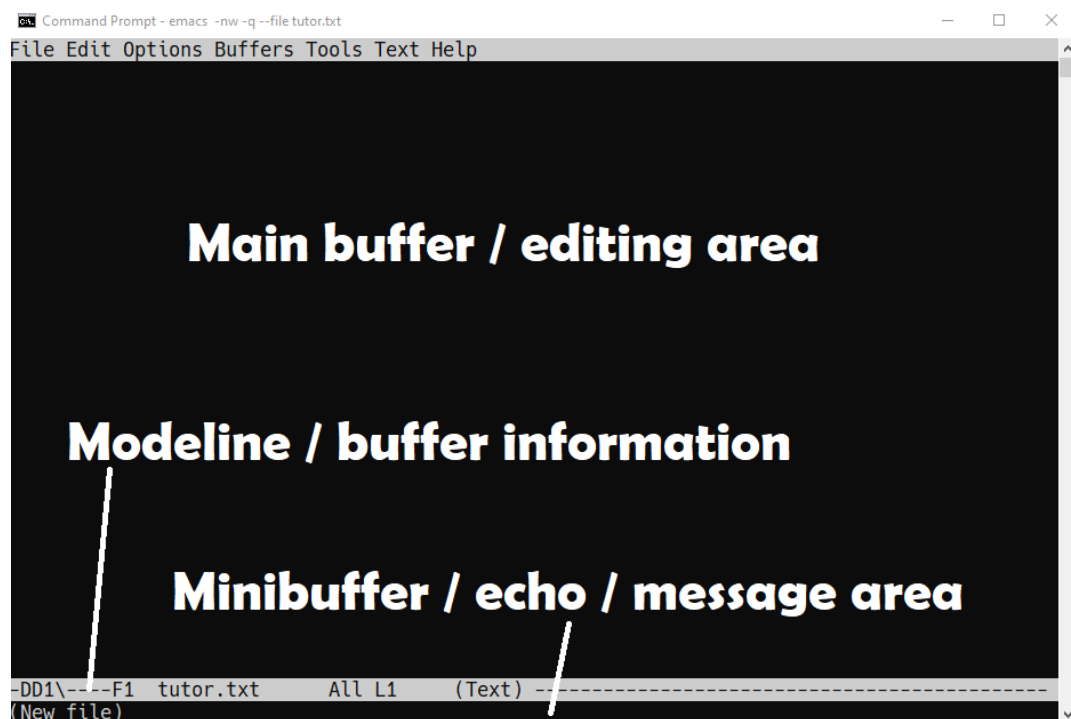 Command Prompt - emacs -nw -q --file tutor.txt
File Edit Options Buffers Tools Text Help
Main buffer / editing area
Modeline / buffer information
Minibuffer / echo / message area
-DD1\----F1  tutor.txt      All L1     (Text) ---------------------------------------------
(New file)